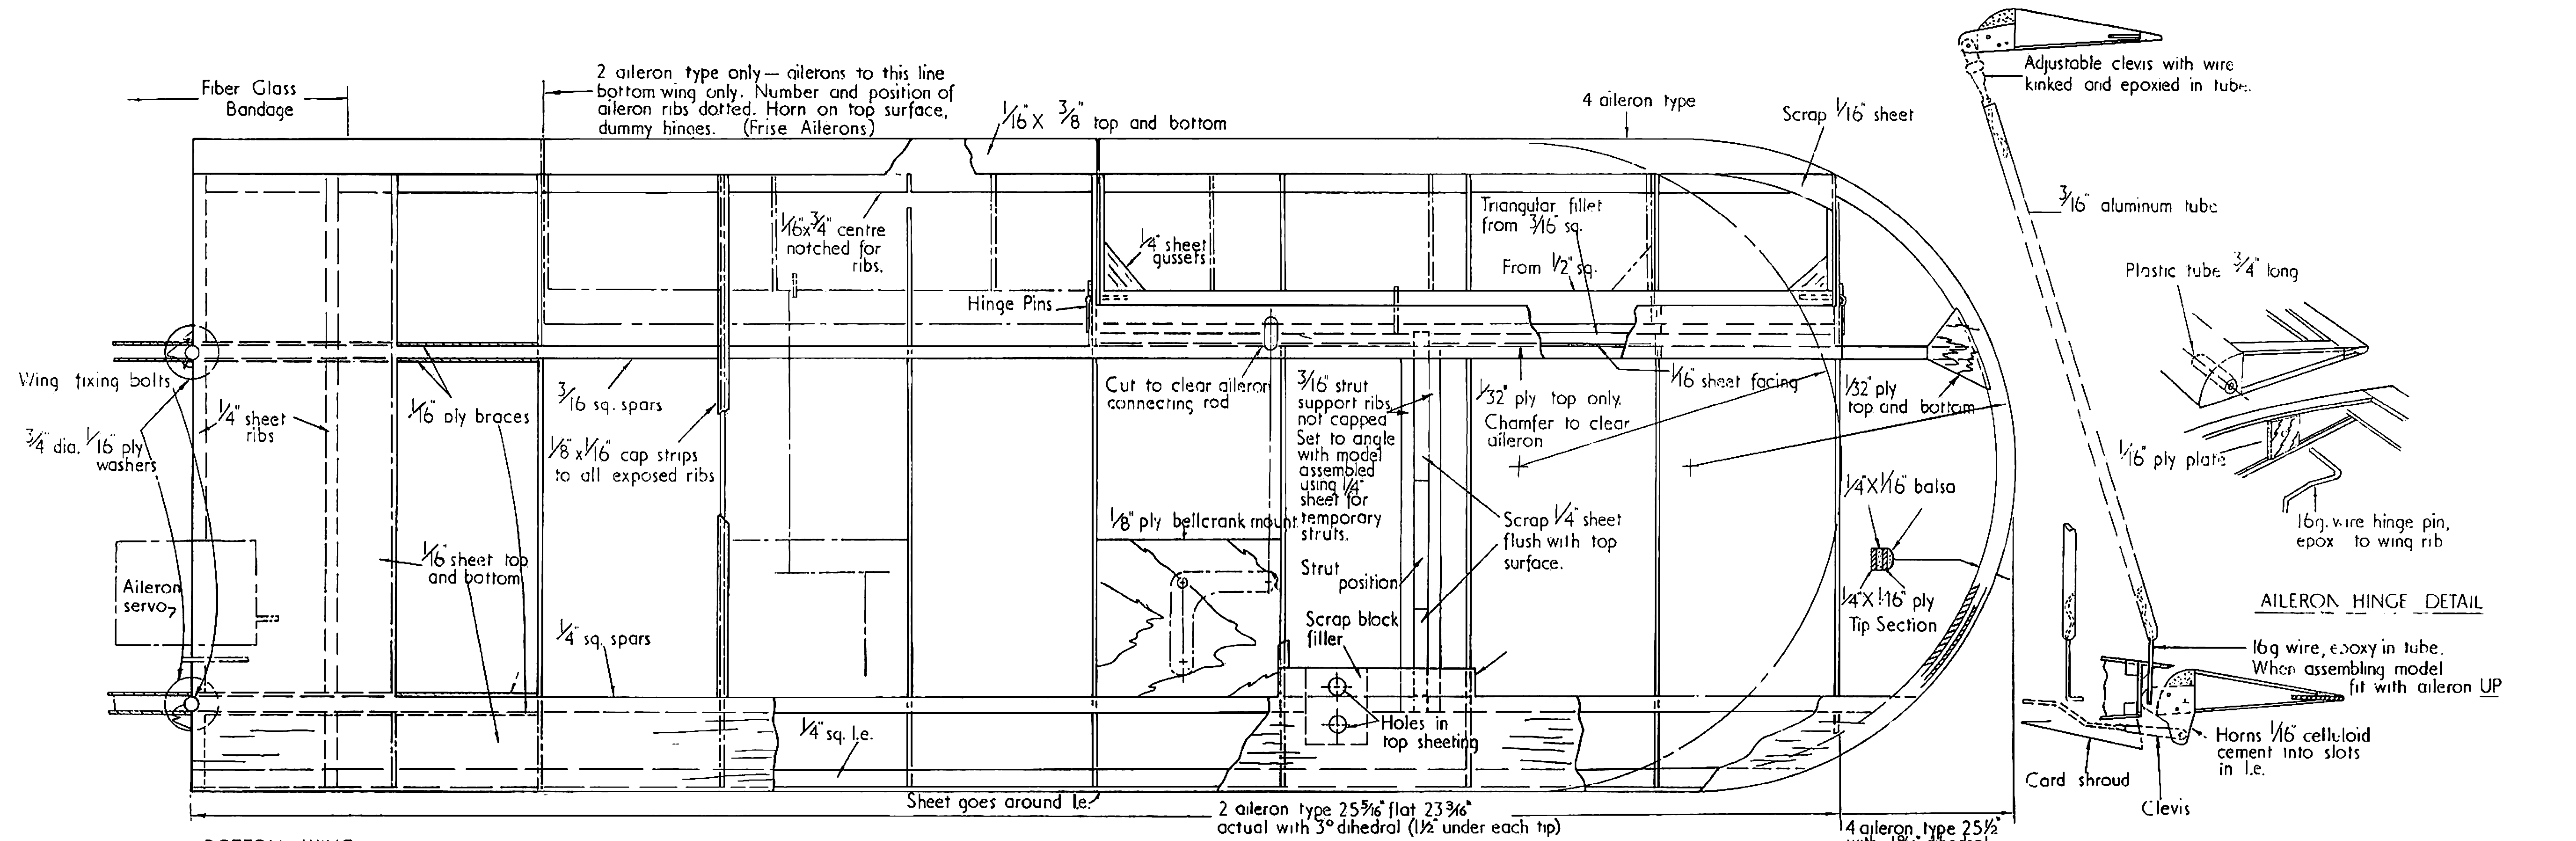 Fiber Glass
Bandage
2 aileron type only — ailerons to this line
bottom wing only. Number and position of
aileron ribs dotted. Horn on top surface,
dummy hinges. (Frise Ailerons)
1/16" X 3/8" top and bottom
4 aileron type
Scrap 1/16" sheet
Adjustable clevis with wire
kinked and epoxied in tube.
3/16" aluminum tube
Plastic tube 3/4" long
1/16"x3/4" centre
notched for
ribs.
1/4" sheet
gussets
Triangular fillet
from 3/16" sq.
From 1/2" sq.
Hinge Pins
Wing fixing bolts
3/4" dia. 1/16" ply
washers
1/4" sheet
ribs
1/16" ply braces
3/16 sq. spars
1/8"x1/16" cap strips
to all exposed ribs
Cut to clear aileron
connecting rod
3/16" strut
support ribs
not capped
Set to angle
with model
assembled
using 1/4"
sheet for
temporary
struts.
1/32" ply top only.
Chamfer to clear
aileron
1/16" sheet facing
1/32" ply
top and bottom
1/16" ply plate
16g. wire hinge pin,
epox to wing rib
AILERON HINGE DETAIL
1/8" ply bellcrank mount
Scrap 1/4" sheet
flush with top
surface.
Strut
position
Scrap block
filler
1/4"X1/16" balsa
1/4"X1/16" ply
Tip Section
Aileron
servo
1/16" sheet top
and bottom
1/4" sq. spars
1/4" sq. l.e.
Holes in
top sheeting
16g wire, epoxy in tube.
When assembling model
fit with aileron UP
Horns 1/16" celluloid
cement into slots
in l.e.
Card shroud
Clevis
Sheet goes around l.e.
2 aileron type 25 5/16" flat 23 3/16"
actual with 3° dihedral (1 1/2" under each tip)
4 aileron type 25 1/2"
BOTTOM WING